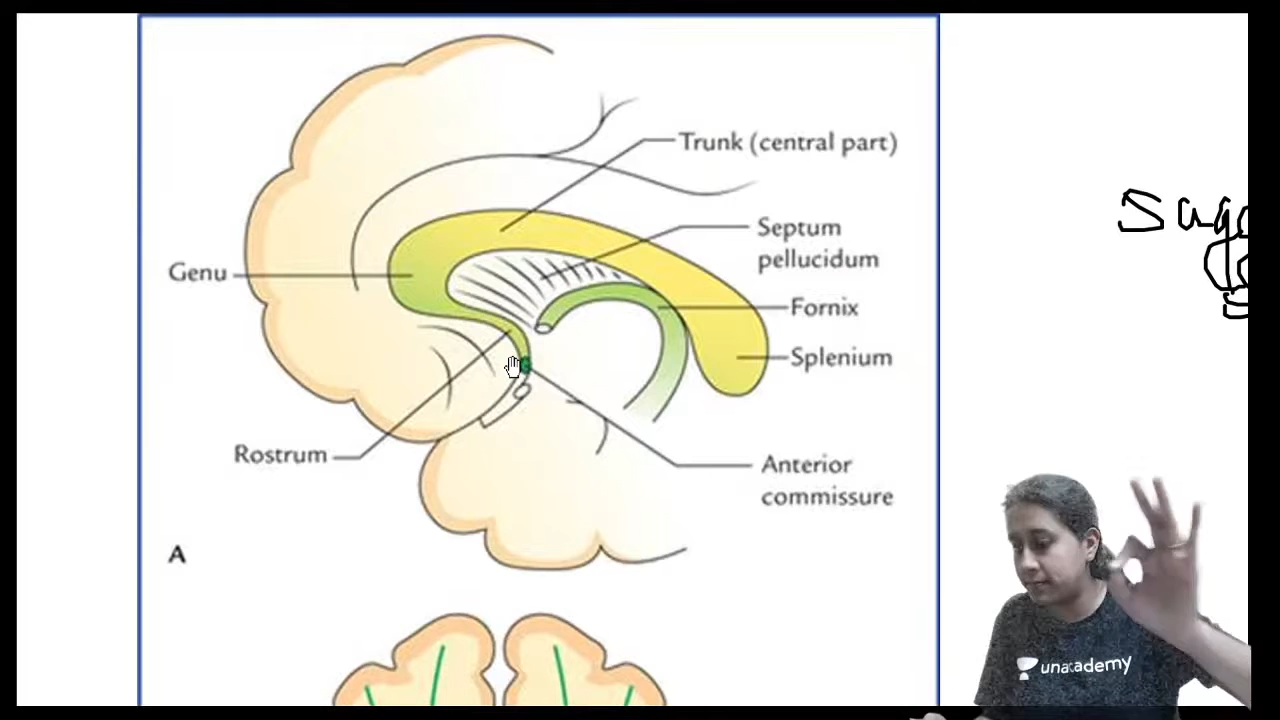 Trunk (central part)
Septum
pellucidum
Genu
Fornix
Splenium
Rostrum
Anterior
commissure
A
unacademy